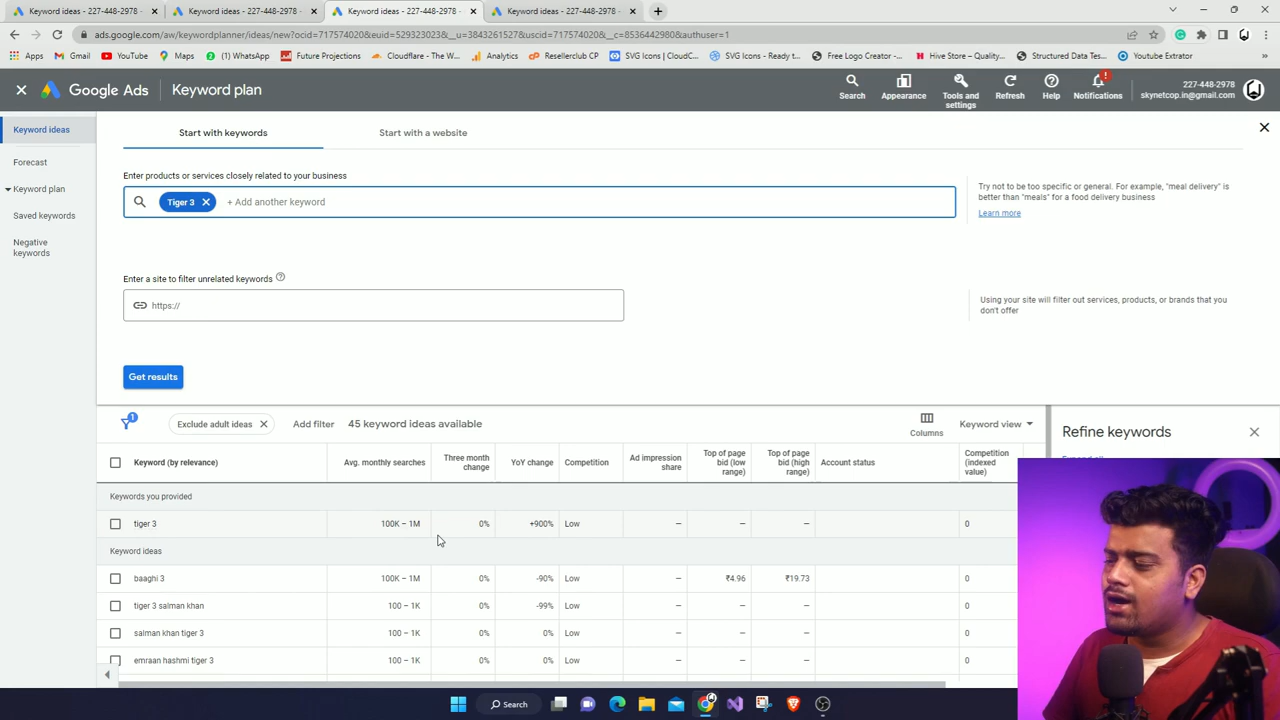 Keyword ideas - 227-448-2978
Keyword ideas - 227-448-2978
Keyword ideas - 227-448-2978
Keyword ideas - 227-448-2978
ads.google.com/aw/keywordplanner/ideas/new?ocid=717574020&euid=529323023&__u=3843261527&uscid=717574020&__c=8536442980&authuser=1
Apps
Gmail
YouTube
(2) WhatsApp
Future Projections
Cloudflare - The W...
Analytics
Resellerclub CP
SVG Icons | CloudC...
SVG Icons - Ready t...
Free Logo Creator -...
Hive Store – Quality...
Structured Data Tes...
Youtube Extrator
Google Ads
Keyword plan
Search
Appearance
Tools and
settings
Refresh
Help
Notifications
227-448-2978
skynetcop.in@gmail.com
Keyword ideas
Forecast
Keyword plan
Saved keywords
Negative
keywords
Start with keywords
Start with a website
Enter products or services closely related to your business
Tiger 3
+ Add another keyword
Try not to be too specific or general. For example, "meal delivery" is
better than "meals" for a food delivery business
Learn more
Enter a site to filter unrelated keywords
https://
Using your site will filter out services, products, or brands that you
don't offer
Get results
1
Exclude adult ideas
Add filter
45 keyword ideas available
Columns
Keyword view
Refine keywords
Keyword (by relevance)
Avg. monthly searches
Three month
change
YoY change
Competition
Ad impression
share
Top of page
bid (low
range)
Top of page
bid (high
range)
Account status
Competition
(indexed
value)
Keywords you provided
tiger 3 100K – 1M 0% +900% Low — — — 0
Keyword ideas
baaghi 3 100K – 1M 0% -90% Low — ₹4.96 ₹19.73 0
tiger 3 salman khan 100 – 1K 0% -99% Low — — — 0
salman khan tiger 3 100 – 1K 0% 0% Low — — — 0
emraan hashmi tiger 3 100 – 1K 0% 0% Low — — — 0
Search